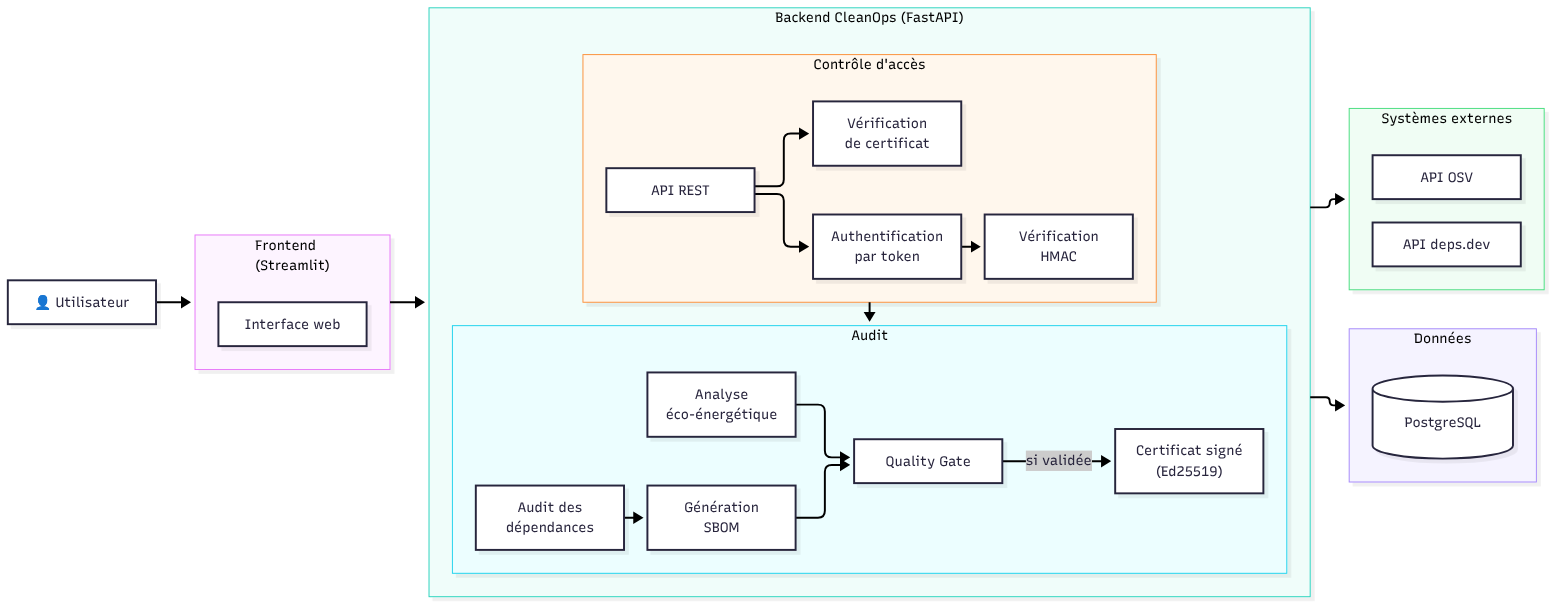 Backend CleanOps (FastAPI)
Contrôle d'accès
Vérification
de certificat
API REST
Authentification
par token
Vérification
HMAC
Systèmes externes
API OSV
API deps.dev
Frontend
(Streamlit)
👤 Utilisateur
Interface web
Audit
Analyse
éco-énergétique
Quality Gate
si validée
Certificat signé
(Ed25519)
Audit des
dépendances
Génération
SBOM
Données
PostgreSQL